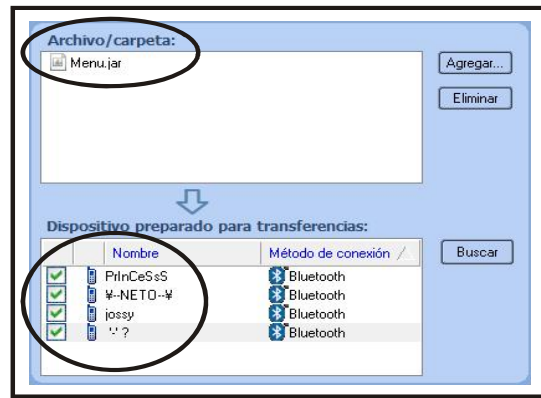 Archivo/carpeta:
Menu.jar
Agregar...
Eliminar
Dispositivo preparado para transferencias:
Nombre Método de conexión
PrInCeSsS Bluetooth
¥--NETO--¥ Bluetooth
jossy Bluetooth
'-' ? Bluetooth
Buscar